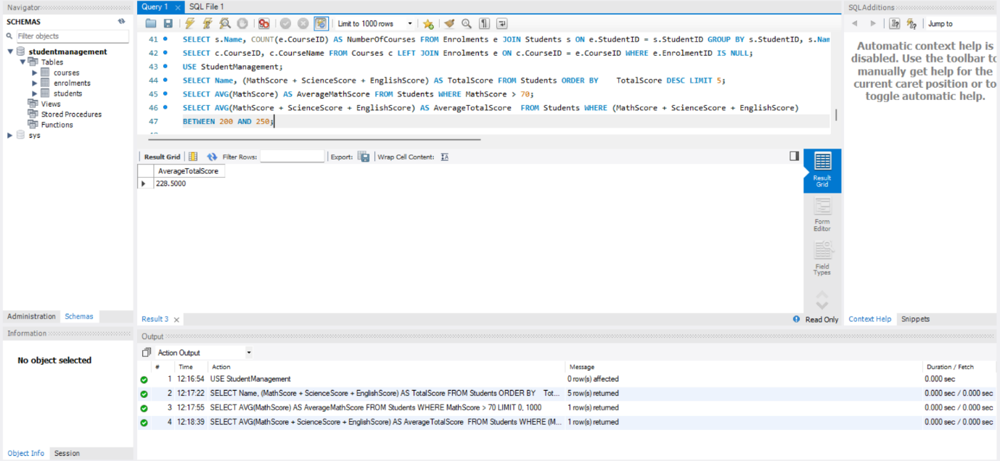 Navigator
SCHEMAS
Filter objects
studentmanagement
Tables
courses
enrolments
students
Views
Stored Procedures
Functions
sys
Administration Schemas
Information
No object selected
Object Info Session
Query 1 SQL File 1
Limit to 1000 rows
41 SELECT s.Name, COUNT(e.CourseID) AS NumberOfCourses FROM Enrolments e JOIN Students s ON e.StudentID = s.StudentID GROUP BY s.StudentID, s.Nam
42 SELECT c.CourseID, c.CourseName FROM Courses c LEFT JOIN Enrolments e ON c.CourseID = e.CourseID WHERE e.EnrolmentID IS NULL;
43 USE StudentManagement;
44 SELECT Name, (MathScore + ScienceScore + EnglishScore) AS TotalScore FROM Students ORDER BY    TotalScore DESC LIMIT 5;
45 SELECT AVG(MathScore) AS AverageMathScore FROM Students WHERE MathScore > 70;
46 SELECT AVG(MathScore + ScienceScore + EnglishScore) AS AverageTotalScore  FROM Students WHERE (MathScore + ScienceScore + EnglishScore)
47 BETWEEN 200 AND 250;
Result Grid Filter Rows: Export: Wrap Cell Content:
AverageTotalScore
228.5000
Result Grid
Form Editor
Field Types
Result 3 Read Only
Output
Action Output
# Time Action Message Duration / Fetch
1 12:16:54 USE StudentManagement 0 row(s) affected 0.000 sec
2 12:17:22 SELECT Name, (MathScore + ScienceScore + EnglishScore) AS TotalScore FROM Students ORDER BY    Tot... 5 row(s) returned 0.000 sec / 0.000 sec
3 12:17:55 SELECT AVG(MathScore) AS AverageMathScore FROM Students WHERE MathScore > 70 LIMIT 0, 1000 1 row(s) returned 0.000 sec / 0.000 sec
4 12:18:39 SELECT AVG(MathScore + ScienceScore + EnglishScore) AS AverageTotalScore  FROM Students WHERE (M... 1 row(s) returned 0.000 sec / 0.000 sec
SQLAdditions
Jump to
Automatic context help is
disabled. Use the toolbar to
manually get help for the
current caret position or to
toggle automatic help.
Context Help Snippets